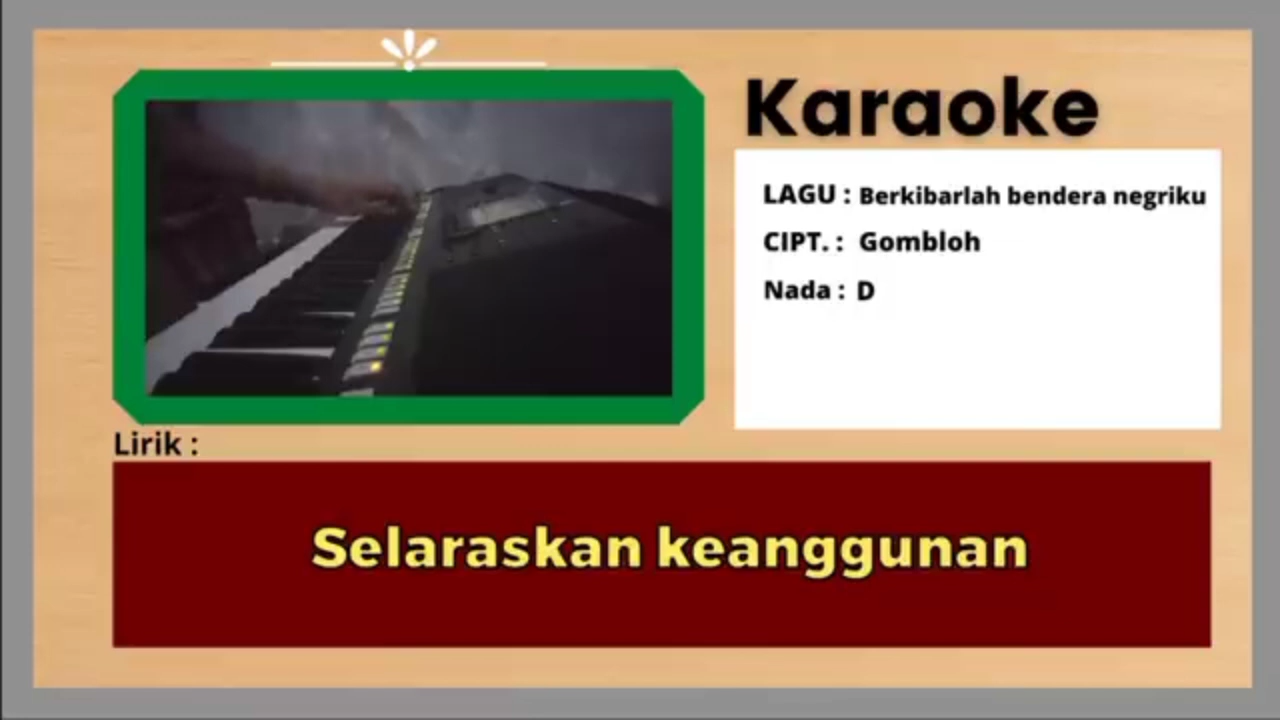 Karaoke
LAGU : Berkibarlah bendera negriku
CIPT. : Gombloh
Nada : D
Lirik :
Selaraskan keanggunan